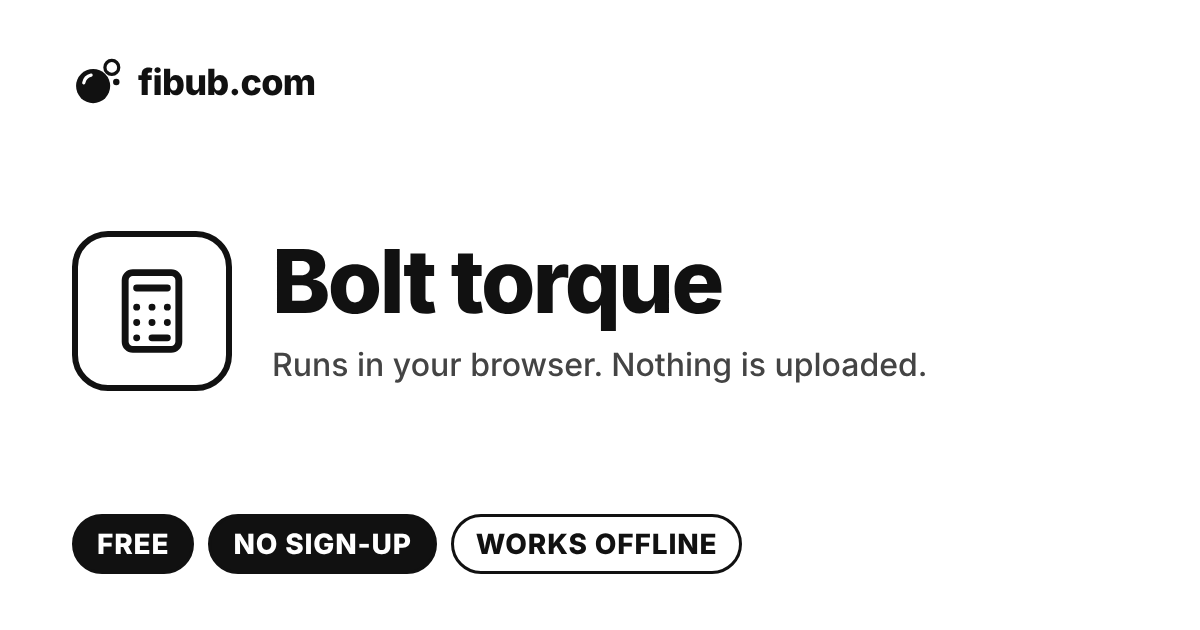 fibub.com
Bolt torque
Runs in your browser. Nothing is uploaded.
FREE
NO SIGN-UP
WORKS OFFLINE